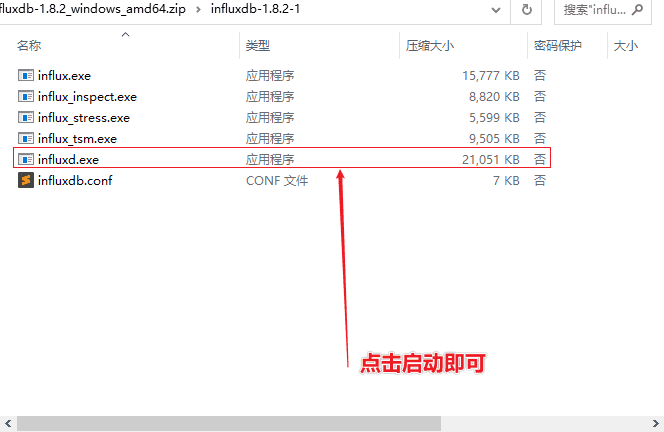 fluxdb-1.8.2_windows_amd64.zip > influxdb-1.8.2-1 搜索"influ...
名称 类型 压缩大小 密码保护 大小
influx.exe 应用程序 15,777 KB 否
influx_inspect.exe 应用程序 8,820 KB 否
influx_stress.exe 应用程序 5,599 KB 否
influx_tsm.exe 应用程序 9,505 KB 否
influxd.exe 应用程序 21,051 KB 否
influxdb.conf CONF 文件 7 KB 否
点击启动即可